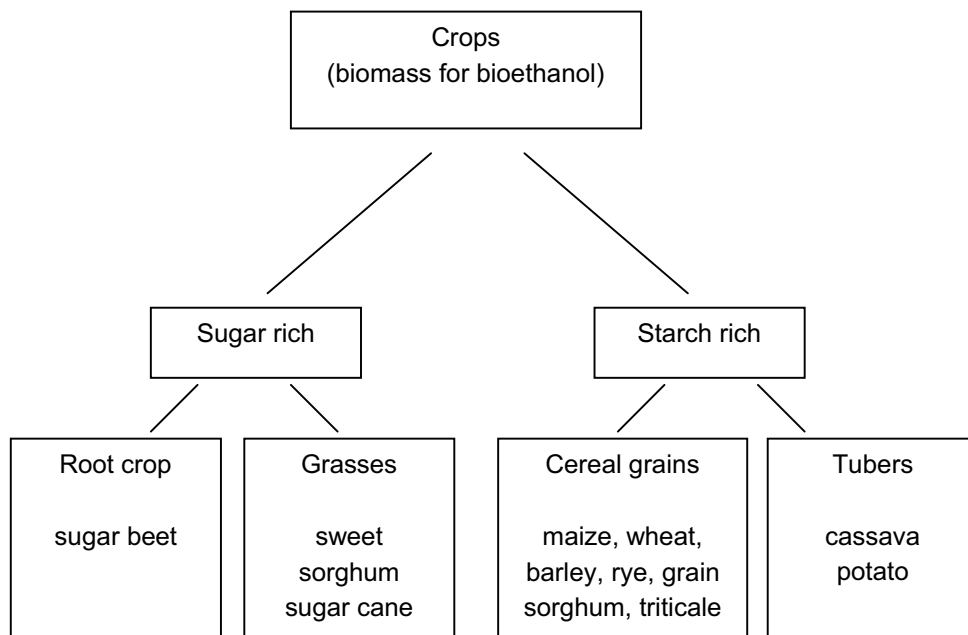 Crops
(biomass for bioethanol)
Sugar rich
Starch rich
Root crop
sugar beet
Grasses
sweet
sorghum
sugar cane
Cereal grains
maize, wheat,
barley, rye, grain
sorghum, triticale
Tubers
cassava
potato